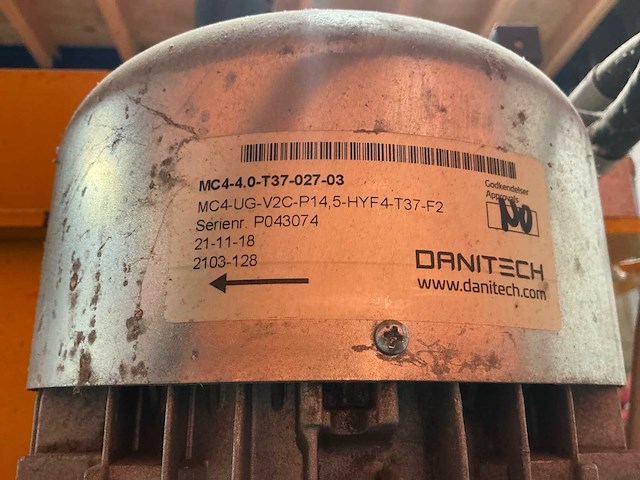 MC4-4.0-T37-027-03
MC4-UG-V2C-P14,5-HYF4-T37-F2
Serienr. P043074
21-11-18
2103-128
Godkendelser
Approvals
DANITECH
www.danitech.com